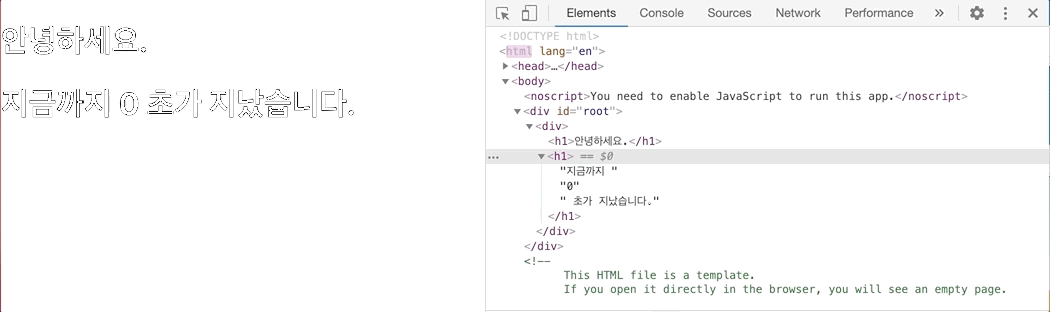 안녕하세요.
지금까지 0 초가 지났습니다.
Elements Console Sources Network Performance »
<!DOCTYPE html>
<html lang="en">
<head>…</head>
<body>
<noscript>You need to enable JavaScript to run this app.</noscript>
<div id="root">
<div>
<h1>안녕하세요.</h1>
<h1> == $0
"지금까지 "
"0"
" 초가 지났습니다."
</h1>
</div>
</div>
<!--
This HTML file is a template.
If you open it directly in the browser, you will see an empty page.